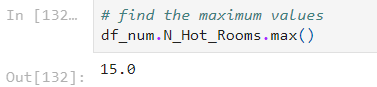 In [132…
# find the maximum values
df_num.N_Hot_Rooms.max()
Out[132]:
15.0